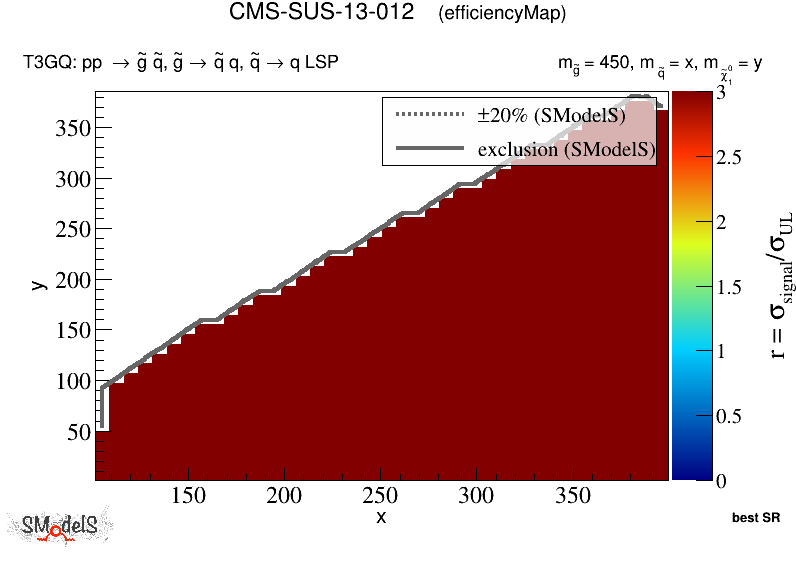 CMS-SUS-13-012 (efficiencyMap)
T3GQ: pp → g̃ q̃, g̃ → q̃ q, q̃ → q LSP m_g̃ = 450, m_q̃ = x, m_χ̃₁⁰ = y
±20% (SModelS)
exclusion (SModelS)
350
300
250
200
150
100
50
y
150 200 250 300 350
x
3
2.5
2
1.5
1
0.5
0
r = σ_signal/σ_UL
best SR
SModelS